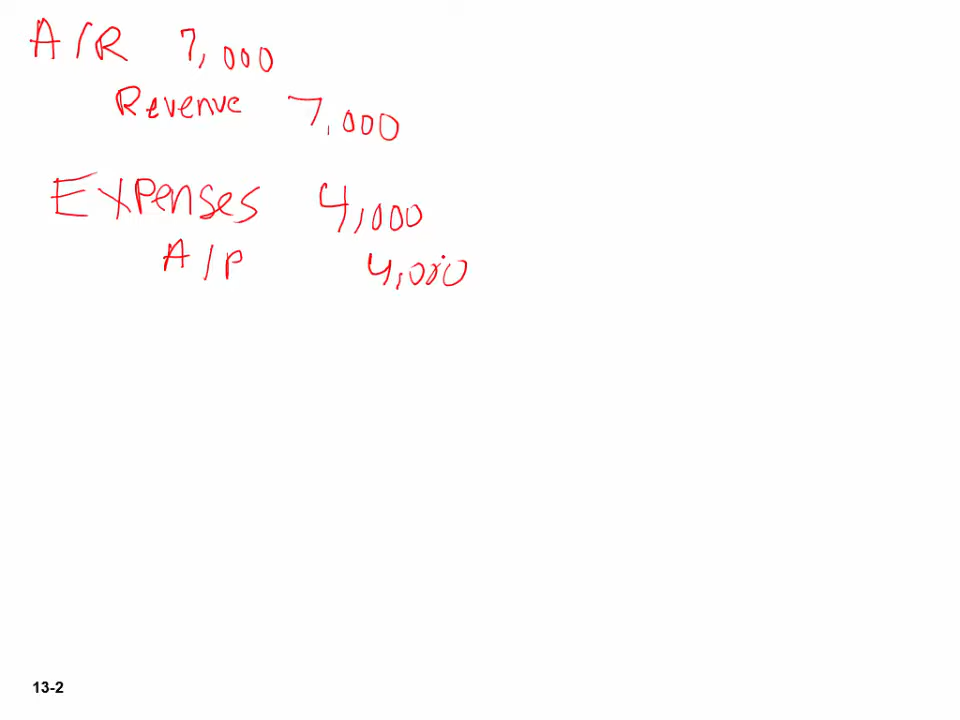 A/R 7,000
Revenue 7,000
Expenses 4,000
A/P 4,000
13-2